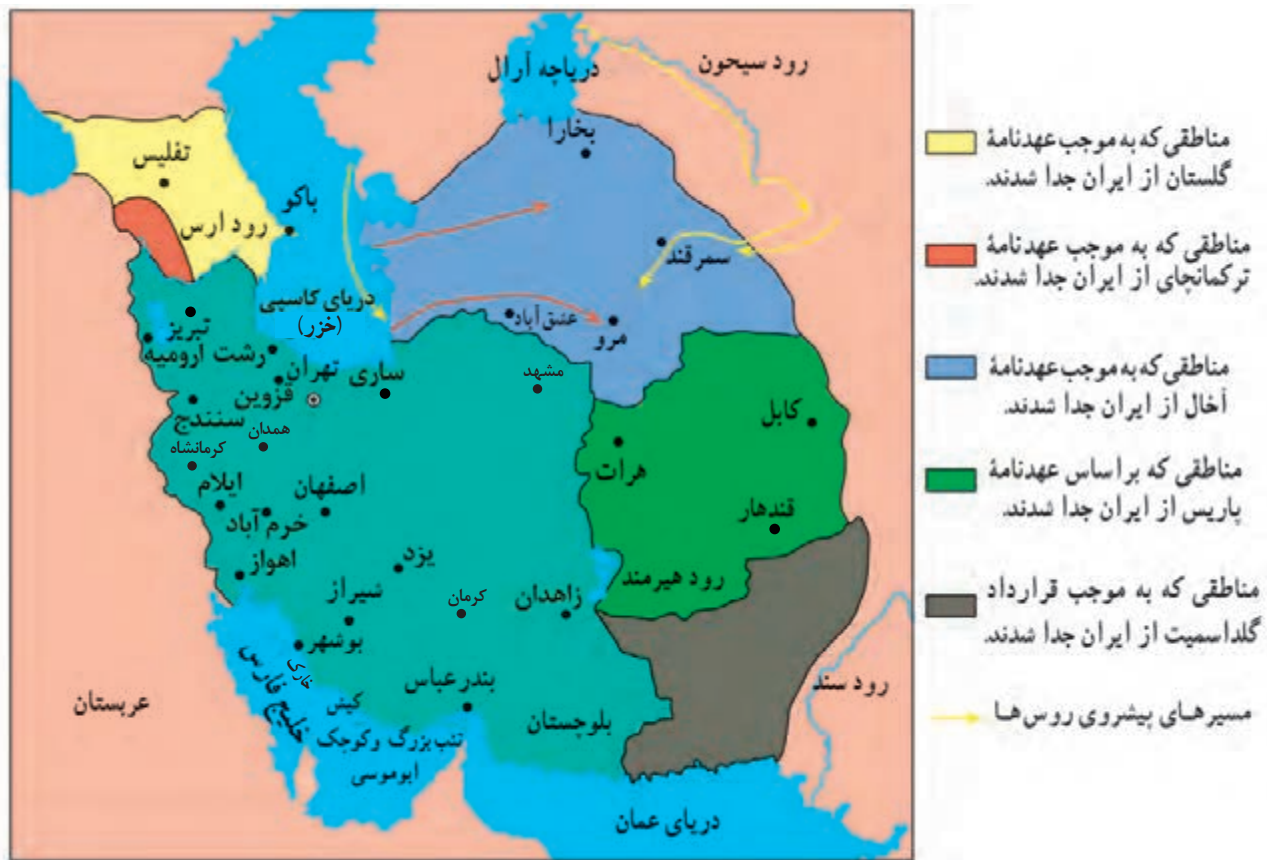 رود سیحون
دریاچه آرال
بخارا
تفلیس
باکو
رود ارس
سمرقند
دریای کاسپی
(خزر)
عشق آباد
مرو
تبریز
رشت
ارومیه
تهران
قزوین
ساری
مشهد
سنندج
همدان
کرمانشاه
کابل
هرات
قندهار
ایلام
خرم آباد
اصفهان
اهواز
یزد
رود هیرمند
شیراز
کرمان
زاهدان
بوشهر
خارک
خلیج فارس
کیش
بندرعباس
بلوچستان
تنب بزرگ وکوچک
ابوموسی
عربستان
رود سند
دریای عمان
مناطقی که به موجب عهدنامهٔ
گلستان از ایران جدا شدند.
مناطقی که به موجب عهدنامهٔ
ترکمانچای از ایران جدا شدند.
مناطقی که به موجب عهدنامهٔ
آخال از ایران جدا شدند.
مناطقی که براساس عهدنامهٔ
پاریس از ایران جدا شدند.
مناطقی که به موجب قرارداد
گلداسمیت از ایران جدا شدند.
مسیرهای پیشروی روس‌ها